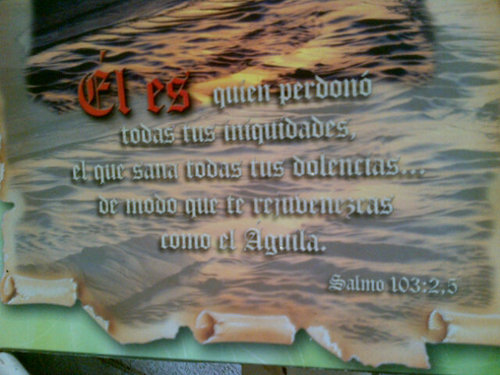 Él es quien perdonó
todas tus iniquidades,
el que sana todas tus dolencias...
de modo que te rejuvenezcas
como el Águila.
Salmo 103:2,5